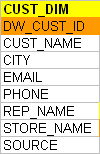 CUST_DIM
DW_CUST_ID
CUST_NAME
CITY
EMAIL
PHONE
REP_NAME
STORE_NAME
SOURCE